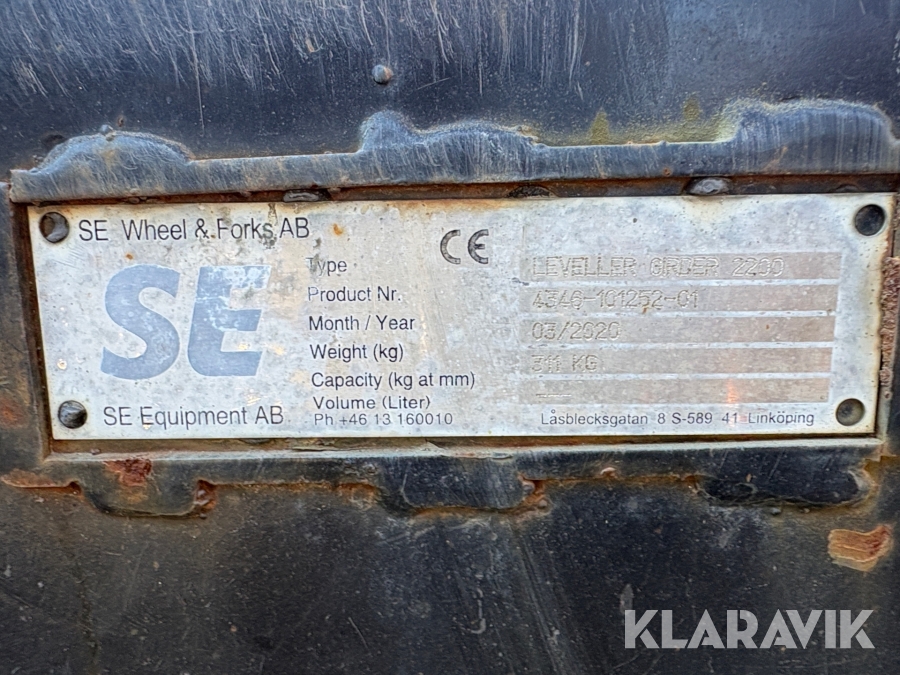 SE Wheel & Forks AB
CE
SE
Type LEVELLER GRDER 2200
Product Nr. 4346-101252-01
Month / Year 03/2020
Weight (kg) 311 KG
Capacity (kg at mm)
Volume (Liter)
SE Equipment AB
Ph +46 13 160010
Låsblecksgatan 8 S-589 41 Linköping
KLARAVIK